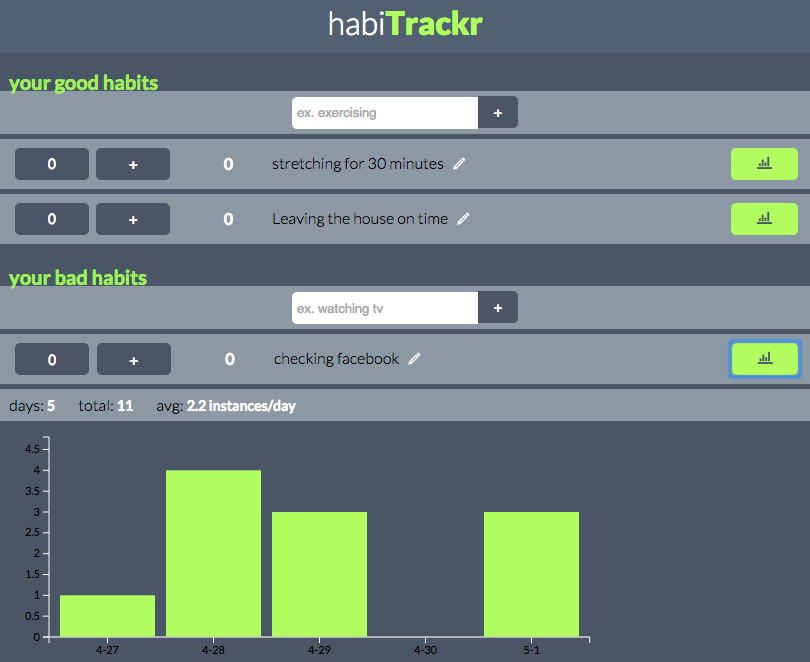 habiTrackr
your good habits
ex. exercising +
0 + 0 stretching for 30 minutes
0 + 0 Leaving the house on time
your bad habits
ex. watching tv +
0 + 0 checking facebook
days: 5 total: 11 avg: 2.2 instances/day
4.5
4
3.5
3
2.5
2
1.5
1
0.5
0
4-27 4-28 4-29 4-30 5-1